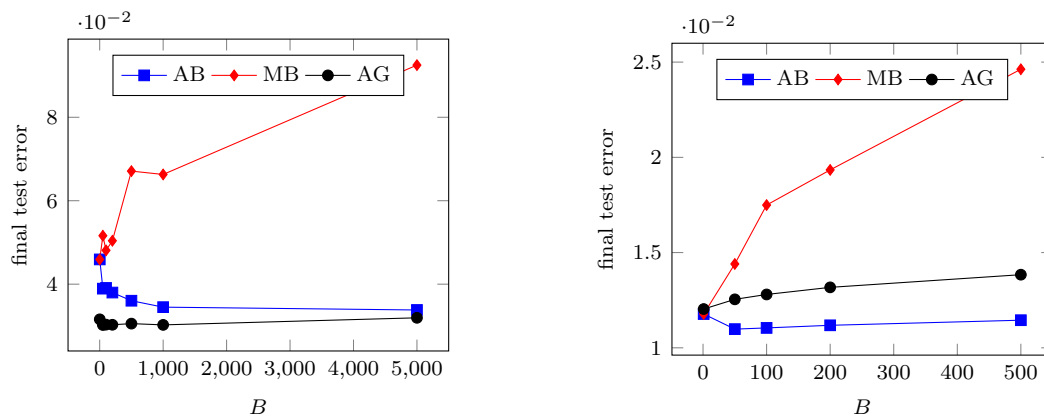 ·10⁻²
AB MB AG
8
6
4
final test error
0 1,000 2,000 3,000 4,000 5,000
B
·10⁻²
AB MB AG
2.5
2
1.5
1
final test error
0 100 200 300 400 500
B